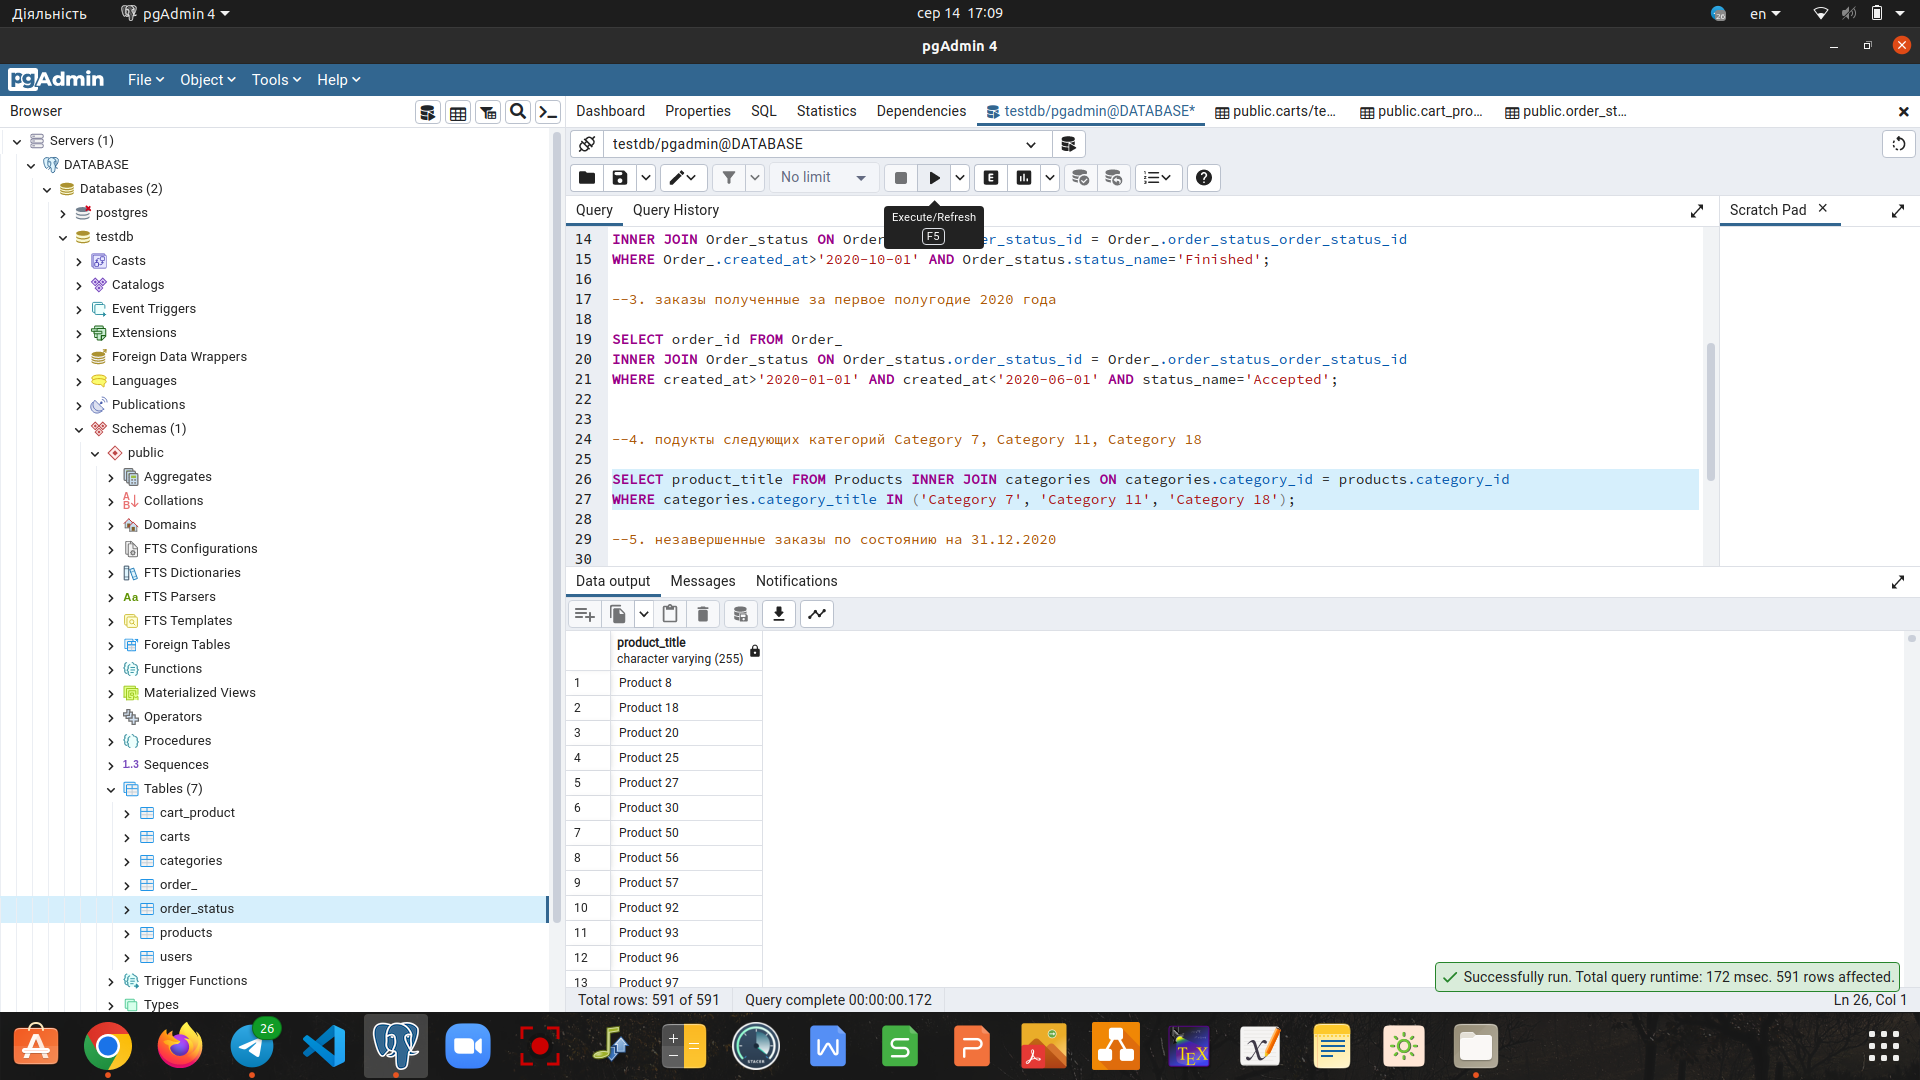 Діяльність
pgAdmin 4
сер 14 17:09
26
en
pgAdmin 4
pgAdmin
File
Object
Tools
Help
Browser
Dashboard
Properties
SQL
Statistics
Dependencies
testdb/pgadmin@DATABASE*
public.carts/te...
public.cart_pro...
public.order_st...
Servers (1)
DATABASE
Databases (2)
postgres
testdb
Casts
Catalogs
Event Triggers
Extensions
Foreign Data Wrappers
Languages
Publications
Schemas (1)
public
Aggregates
Collations
Domains
FTS Configurations
FTS Dictionaries
FTS Parsers
FTS Templates
Foreign Tables
Functions
Materialized Views
Operators
Procedures
1.3 Sequences
Tables (7)
cart_product
carts
categories
order_
order_status
products
users
Trigger Functions
Types
testdb/pgadmin@DATABASE
No limit
E
Query
Query History
Execute/Refresh
F5
Scratch Pad
14 INNER JOIN Order_status ON Order er_status_id = Order_.order_status_order_status_id
15 WHERE Order_.created_at>'2020-10-01' AND Order_status.status_name='Finished';
16
17 --3. заказы полученные за первое полугодие 2020 года
18
19 SELECT order_id FROM Order_
20 INNER JOIN Order_status ON Order_status.order_status_id = Order_.order_status_order_status_id
21 WHERE created_at>'2020-01-01' AND created_at<'2020-06-01' AND status_name='Accepted';
22
23
24 --4. подукты следующих категорий Category 7, Category 11, Category 18
25
26 SELECT product_title FROM Products INNER JOIN categories ON categories.category_id = products.category_id
27 WHERE categories.category_title IN ('Category 7', 'Category 11', 'Category 18');
28
29 --5. незавершенные заказы по состоянию на 31.12.2020
30
Data output
Messages
Notifications
product_title
character varying (255)
1 Product 8
2 Product 18
3 Product 20
4 Product 25
5 Product 27
6 Product 30
7 Product 50
8 Product 56
9 Product 57
10 Product 92
11 Product 93
12 Product 96
13 Product 97
Successfully run. Total query runtime: 172 msec. 591 rows affected.
Total rows: 591 of 591
Query complete 00:00:00.172
Ln 26, Col 1
26
STACER
TEX